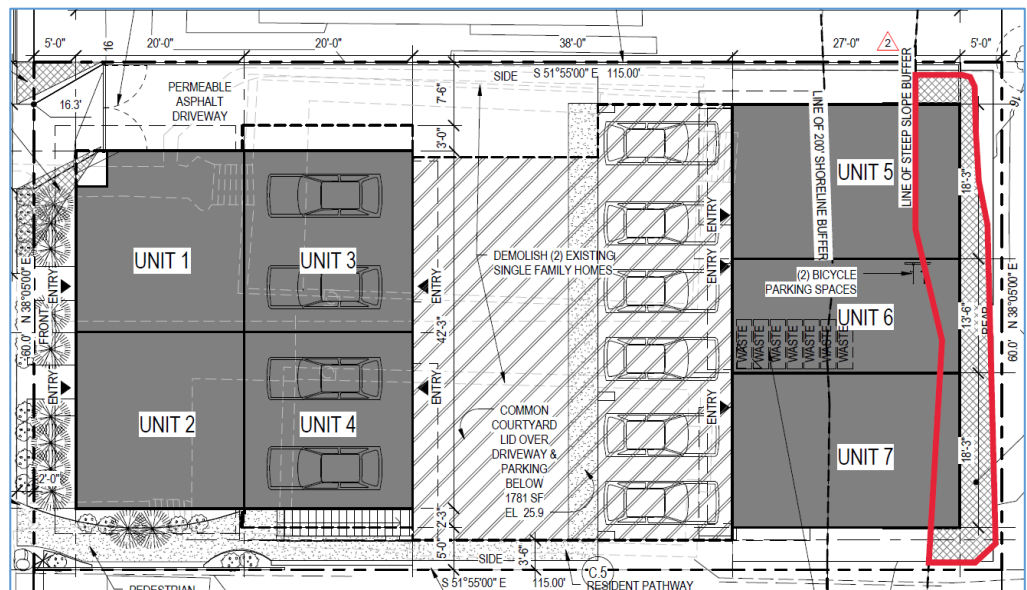 5'-0"
16
20'-0"
20'-0"
38'-0"
27'-0"
2
5'-0"
SIDE
S 51°55'00" E 115.00'
16.3'
PERMEABLE
ASPHALT
DRIVEWAY
7'-6"
3'-0"
LINE OF 200' SHORELINE BUFFER
LINE OF STEEP SLOPE BUFFER
16'
UNIT 1
UNIT 3
UNIT 5
18'-3"
ENTRY
ENTRY
DEMOLISH (2) EXISTING
SINGLE FAMILY HOMES
ENTRY
ENTRY
(2) BICYCLE
PARKING SPACES
60.0' N 38°05'00" E
FRONT
42'-3"
UNIT 6
13'-6"
REAR
60.0' N 38°05'00" E
WASTE
WASTE
WASTE
WASTE
WASTE
WASTE
ENTRY
ENTRY
ENTRY
UNIT 2
UNIT 4
COMMON
COURTYARD
LID OVER
DRIVEWAY &
PARKING
BELOW
1781 SF
EL 25.9
UNIT 7
18'-3"
2'-0"
2'-3"
5'-0"
SIDE
3'-6"
S 51°55'00" E 115.00'
C.5
RESIDENT PATHWAY
PEDESTRIAN